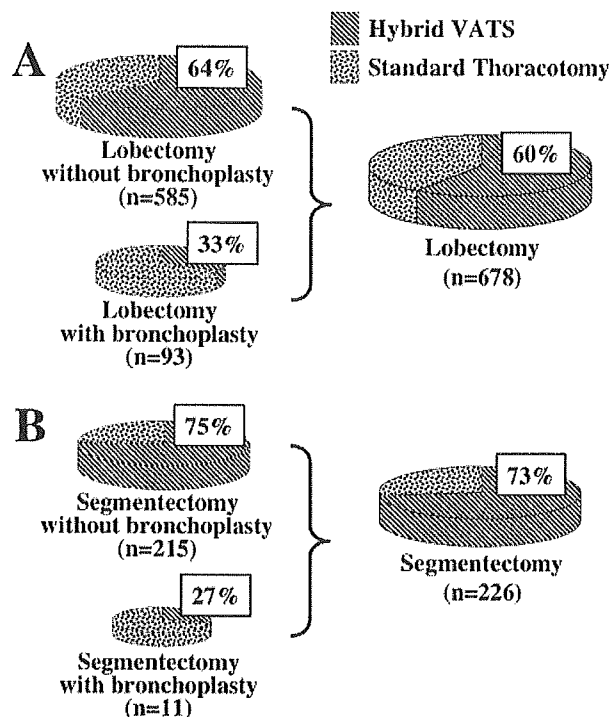 Hybrid VATS
Standard Thoracotomy
A
64%
Lobectomy
without bronchoplasty
(n=585)
33%
Lobectomy
with bronchoplasty
(n=93)
60%
Lobectomy
(n=678)
B
75%
Segmentectomy
without bronchoplasty
(n=215)
27%
Segmentectomy
with bronchoplasty
(n=11)
73%
Segmentectomy
(n=226)